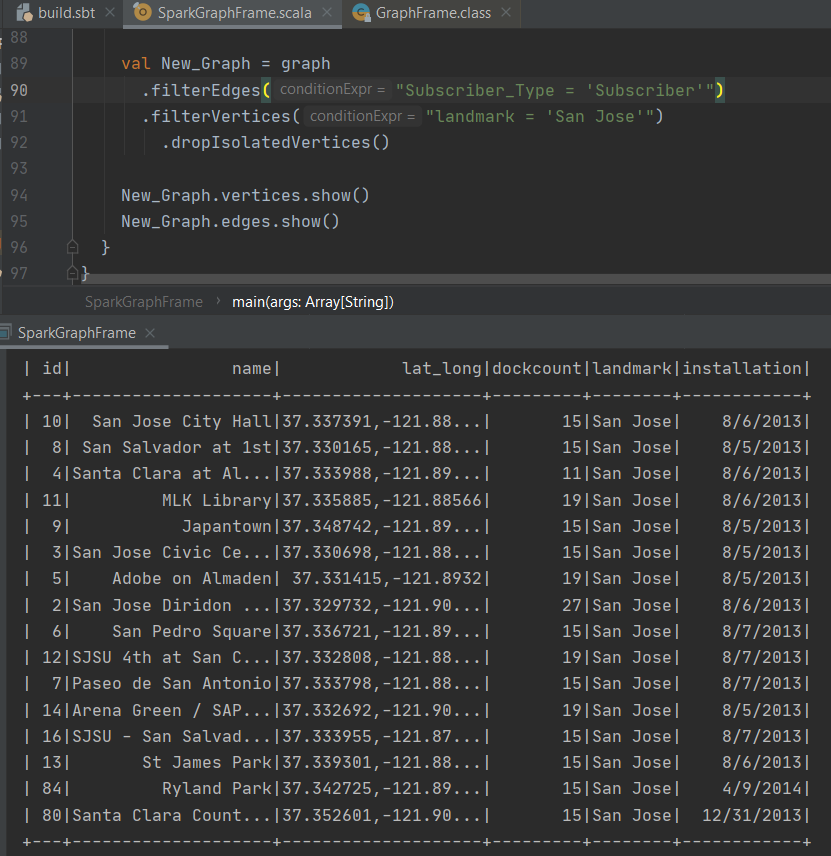 build.sbt SparkGraphFrame.scala GraphFrame.class
88
89 val New_Graph = graph
90 .filterEdges( conditionExpr = "Subscriber_Type = 'Subscriber'")
91 .filterVertices( conditionExpr = "landmark = 'San Jose'")
92 .dropIsolatedVertices()
93
94 New_Graph.vertices.show()
95 New_Graph.edges.show()
96 }
97 }
SparkGraphFrame › main(args: Array[String])
SparkGraphFrame
| id| name| lat_long|dockcount|landmark|installation|
+---+--------------------+--------------------+---------+--------+------------+
| 10| San Jose City Hall|37.337391,-121.88...| 15|San Jose| 8/6/2013|
| 8| San Salvador at 1st|37.330165,-121.88...| 15|San Jose| 8/5/2013|
| 4|Santa Clara at Al...|37.333988,-121.89...| 11|San Jose| 8/6/2013|
| 11| MLK Library|37.335885,-121.88566| 19|San Jose| 8/6/2013|
| 9| Japantown|37.348742,-121.89...| 15|San Jose| 8/5/2013|
| 3|San Jose Civic Ce...|37.330698,-121.88...| 15|San Jose| 8/5/2013|
| 5| Adobe on Almaden| 37.331415,-121.8932| 19|San Jose| 8/5/2013|
| 2|San Jose Diridon ...|37.329732,-121.90...| 27|San Jose| 8/6/2013|
| 6| San Pedro Square|37.336721,-121.89...| 15|San Jose| 8/7/2013|
| 12|SJSU 4th at San C...|37.332808,-121.88...| 19|San Jose| 8/7/2013|
| 7|Paseo de San Antonio|37.333798,-121.88...| 15|San Jose| 8/7/2013|
| 14|Arena Green / SAP...|37.332692,-121.90...| 19|San Jose| 8/5/2013|
| 16|SJSU - San Salvad...|37.333955,-121.87...| 15|San Jose| 8/7/2013|
| 13| St James Park|37.339301,-121.88...| 15|San Jose| 8/6/2013|
| 84| Ryland Park|37.342725,-121.89...| 15|San Jose| 4/9/2014|
| 80|Santa Clara Count...|37.352601,-121.90...| 15|San Jose| 12/31/2013|
+---+--------------------+--------------------+---------+--------+------------+